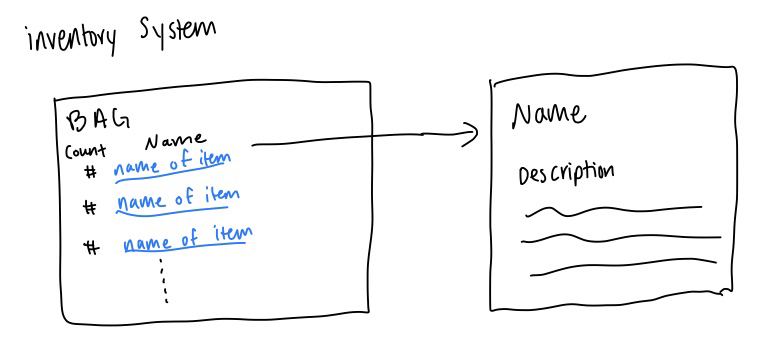 inventory System
BAG
Count Name
# name of item
# name of item
# name of item
Name
Description